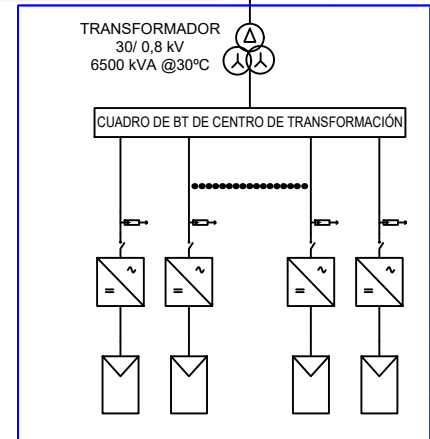 TRANSFORMADOR
30/ 0,8 kV
6500 kVA @30ºC
CUADRO DE BT DE CENTRO DE TRANSFORMACIÓN